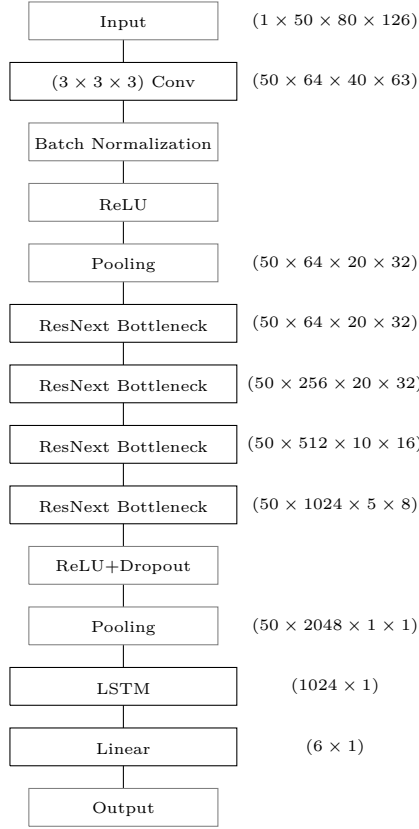 Input (1 × 50 × 80 × 126)
(3 × 3 × 3) Conv (50 × 64 × 40 × 63)
Batch Normalization
ReLU
Pooling (50 × 64 × 20 × 32)
ResNext Bottleneck (50 × 64 × 20 × 32)
ResNext Bottleneck (50 × 256 × 20 × 32)
ResNext Bottleneck (50 × 512 × 10 × 16)
ResNext Bottleneck (50 × 1024 × 5 × 8)
ReLU+Dropout
Pooling (50 × 2048 × 1 × 1)
LSTM (1024 × 1)
Linear (6 × 1)
Output